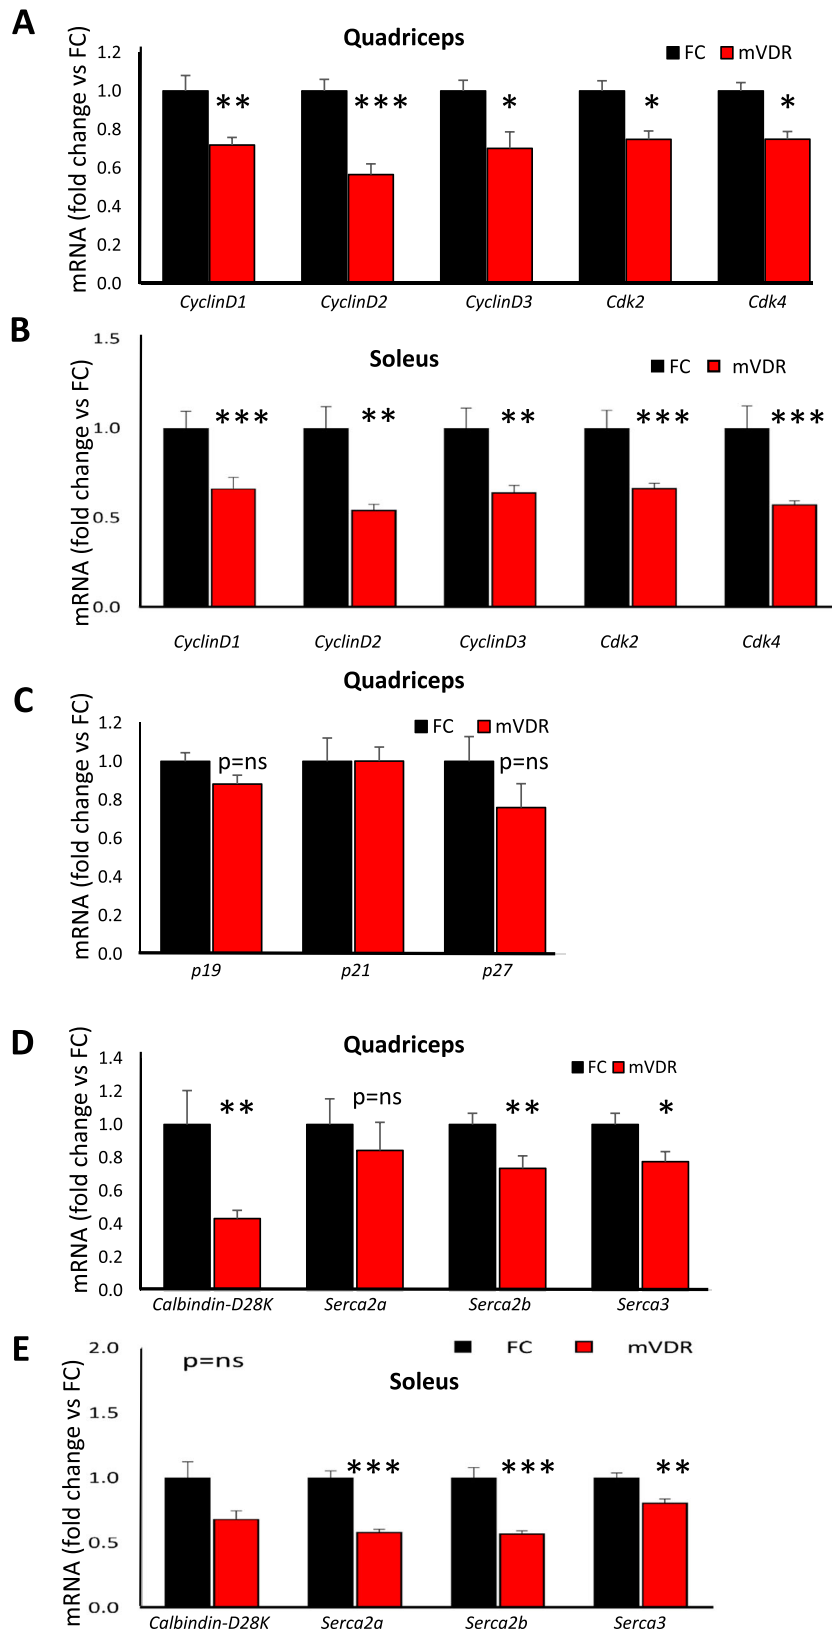 A
Quadriceps
FC mVDR
mRNA (fold change vs FC)
1.2
1.0
0.8
0.6
0.4
0.2
0.0
** *** * * *
CyclinD1 CyclinD2 CyclinD3 Cdk2 Cdk4
B
Soleus
FC mVDR
mRNA (fold change vs FC)
1.5
1.0
0.5
0.0
*** ** ** *** ***
CyclinD1 CyclinD2 CyclinD3 Cdk2 Cdk4
C
Quadriceps
FC mVDR
mRNA (fold change vs FC)
1.2
1.0
0.8
0.6
0.4
0.2
0.0
p=ns p=ns
p19 p21 p27
D
Quadriceps
FC mVDR
mRNA (fold change vs FC)
1.4
1.2
1.0
0.8
0.6
0.4
0.2
0.0
** p=ns ** *
Calbindin-D28K Serca2a Serca2b Serca3
E
FC mVDR
p=ns
Soleus
mRNA (fold change vs FC)
2.0
1.5
1.0
0.5
0.0
*** *** **
Calbindin-D28K Serca2a Serca2b Serca3